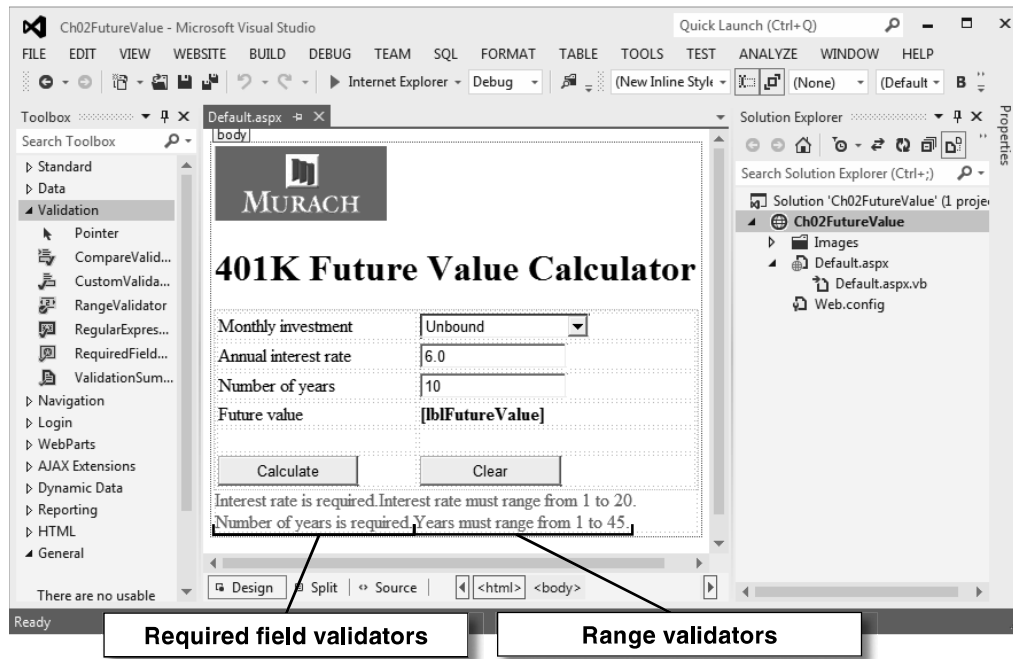 Ch02FutureValue - Microsoft Visual Studio
Quick Launch (Ctrl+Q)
FILE EDIT VIEW WEBSITE BUILD DEBUG TEAM SQL FORMAT TABLE TOOLS TEST ANALYZE WINDOW HELP
Internet Explorer Debug (New Inline Style (None) (Default B
Toolbox
Search Toolbox
Standard
Data
Validation
Pointer
CompareValid...
CustomValida...
RangeValidator
RegularExpres...
RequiredField...
ValidationSum...
Navigation
Login
WebParts
AJAX Extensions
Dynamic Data
Reporting
HTML
General
There are no usable
Default.aspx
body
MURACH
401K Future Value Calculator
Monthly investment Unbound
Annual interest rate 6.0
Number of years 10
Future value [lblFutureValue]
Calculate Clear
Interest rate is required.Interest rate must range from 1 to 20.
Number of years is required.Years must range from 1 to 45.
Design Split Source <html> <body>
Solution Explorer
Search Solution Explorer (Ctrl+;)
Solution 'Ch02FutureValue' (1 proje
Ch02FutureValue
Images
Default.aspx
Default.aspx.vb
Web.config
Properties
Ready
Required field validators
Range validators